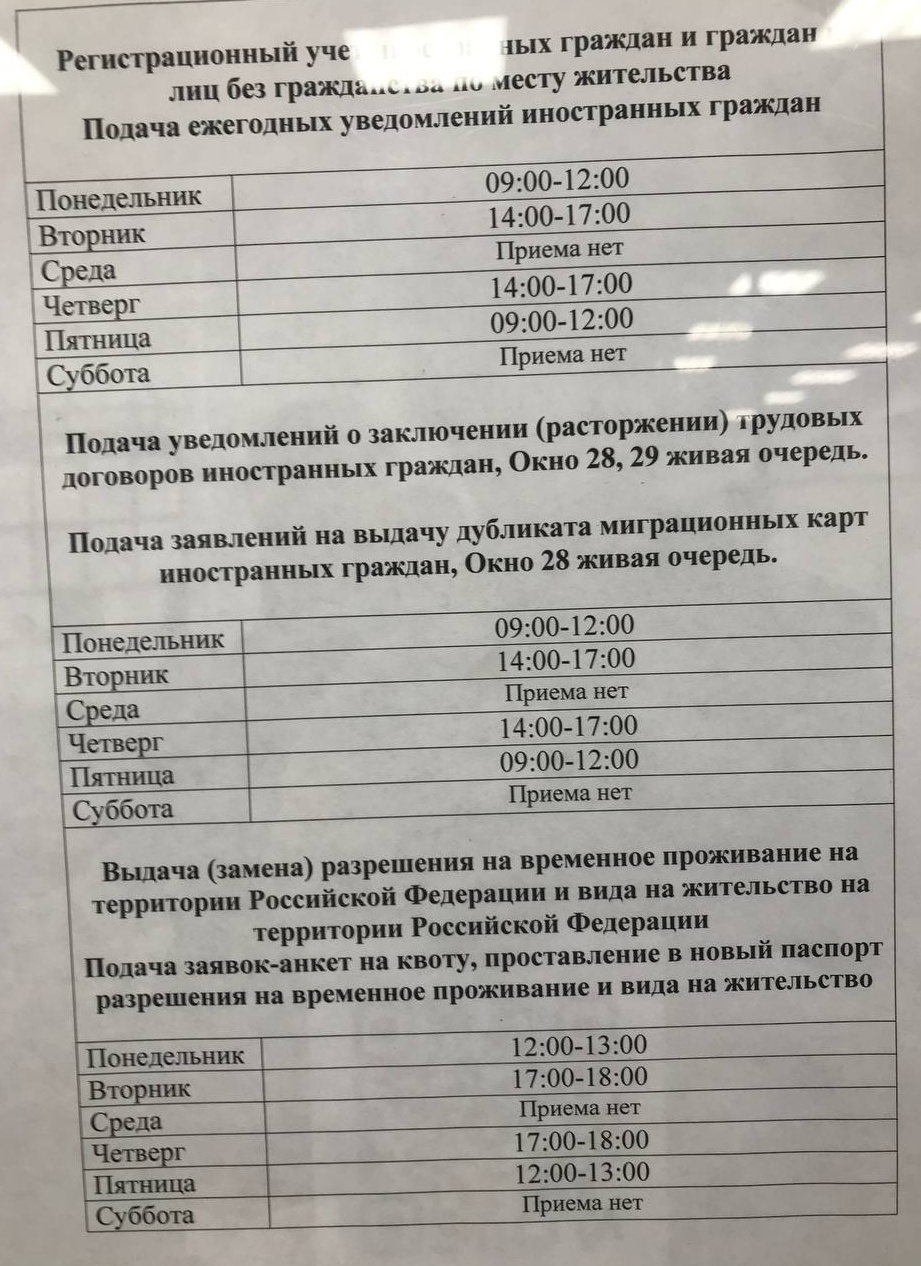 Регистрационный уче ных граждан и граждан
лиц без гражданства по месту жительства
Подача ежегодных уведомлений иностранных граждан
Понедельник 09:00-12:00
Вторник 14:00-17:00
Среда Приема нет
Четверг 14:00-17:00
Пятница 09:00-12:00
Суббота Приема нет
Подача уведомлений о заключении (расторжении) трудовых
договоров иностранных граждан, Окно 28, 29 живая очередь.
Подача заявлений на выдачу дубликата миграционных карт
иностранных граждан, Окно 28 живая очередь.
Понедельник 09:00-12:00
Вторник 14:00-17:00
Среда Приема нет
Четверг 14:00-17:00
Пятница 09:00-12:00
Суббота Приема нет
Выдача (замена) разрешения на временное проживание на
территории Российской Федерации и вида на жительство на
территории Российской Федерации
Подача заявок-анкет на квоту, проставление в новый паспорт
разрешения на временное проживание и вида на жительство
Понедельник 12:00-13:00
Вторник 17:00-18:00
Среда Приема нет
Четверг 17:00-18:00
Пятница 12:00-13:00
Суббота Приема нет